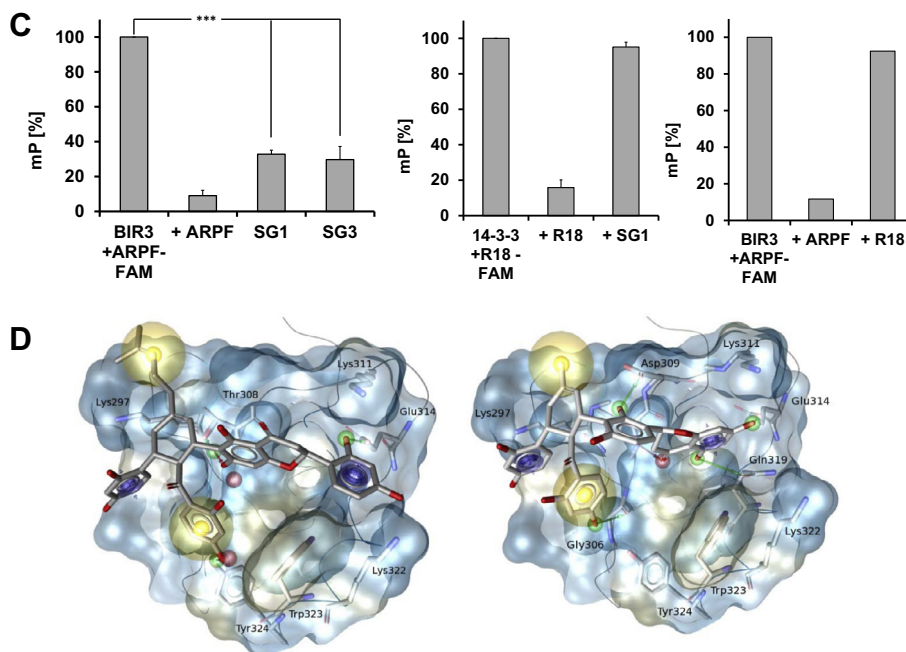 C
***
mP [%]
100
80
60
40
20
0
BIR3
+ARPF-
FAM
+ ARPF
SG1
SG3
mP [%]
100
80
60
40
20
0
14-3-3
+R18 -
FAM
+ R18
+ SG1
mP [%]
100
80
60
40
20
0
BIR3
+ARPF-
FAM
+ ARPF
+ R18
D
Lys311
Lys297
Thr308
Glu314
Lys322
Trp323
Tyr324
Lys311
Asp309
Lys297
Glu314
Gln319
Gly306
Lys322
Trp323
Tyr324